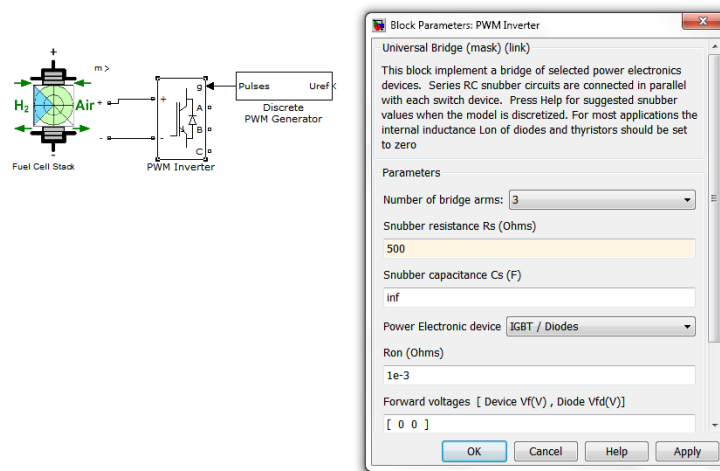 +
m >
H2
Air
+
-
-
Fuel Cell Stack
g
+
A
B
-
C
PWM Inverter
Pulses
Uref
Discrete
PWM Generator
Block Parameters: PWM Inverter
Universal Bridge (mask) (link)
This block implement a bridge of selected power electronics
devices. Series RC snubber circuits are connected in parallel
with each switch device. Press Help for suggested snubber
values when the model is discretized. For most applications the
internal inductance Lon of diodes and thyristors should be set
to zero
Parameters
Number of bridge arms: 3
Snubber resistance Rs (Ohms)
500
Snubber capacitance Cs (F)
inf
Power Electronic device IGBT / Diodes
Ron (Ohms)
1e-3
Forward voltages [ Device Vf(V) , Diode Vfd(V)]
[ 0 0 ]
OK Cancel Help Apply